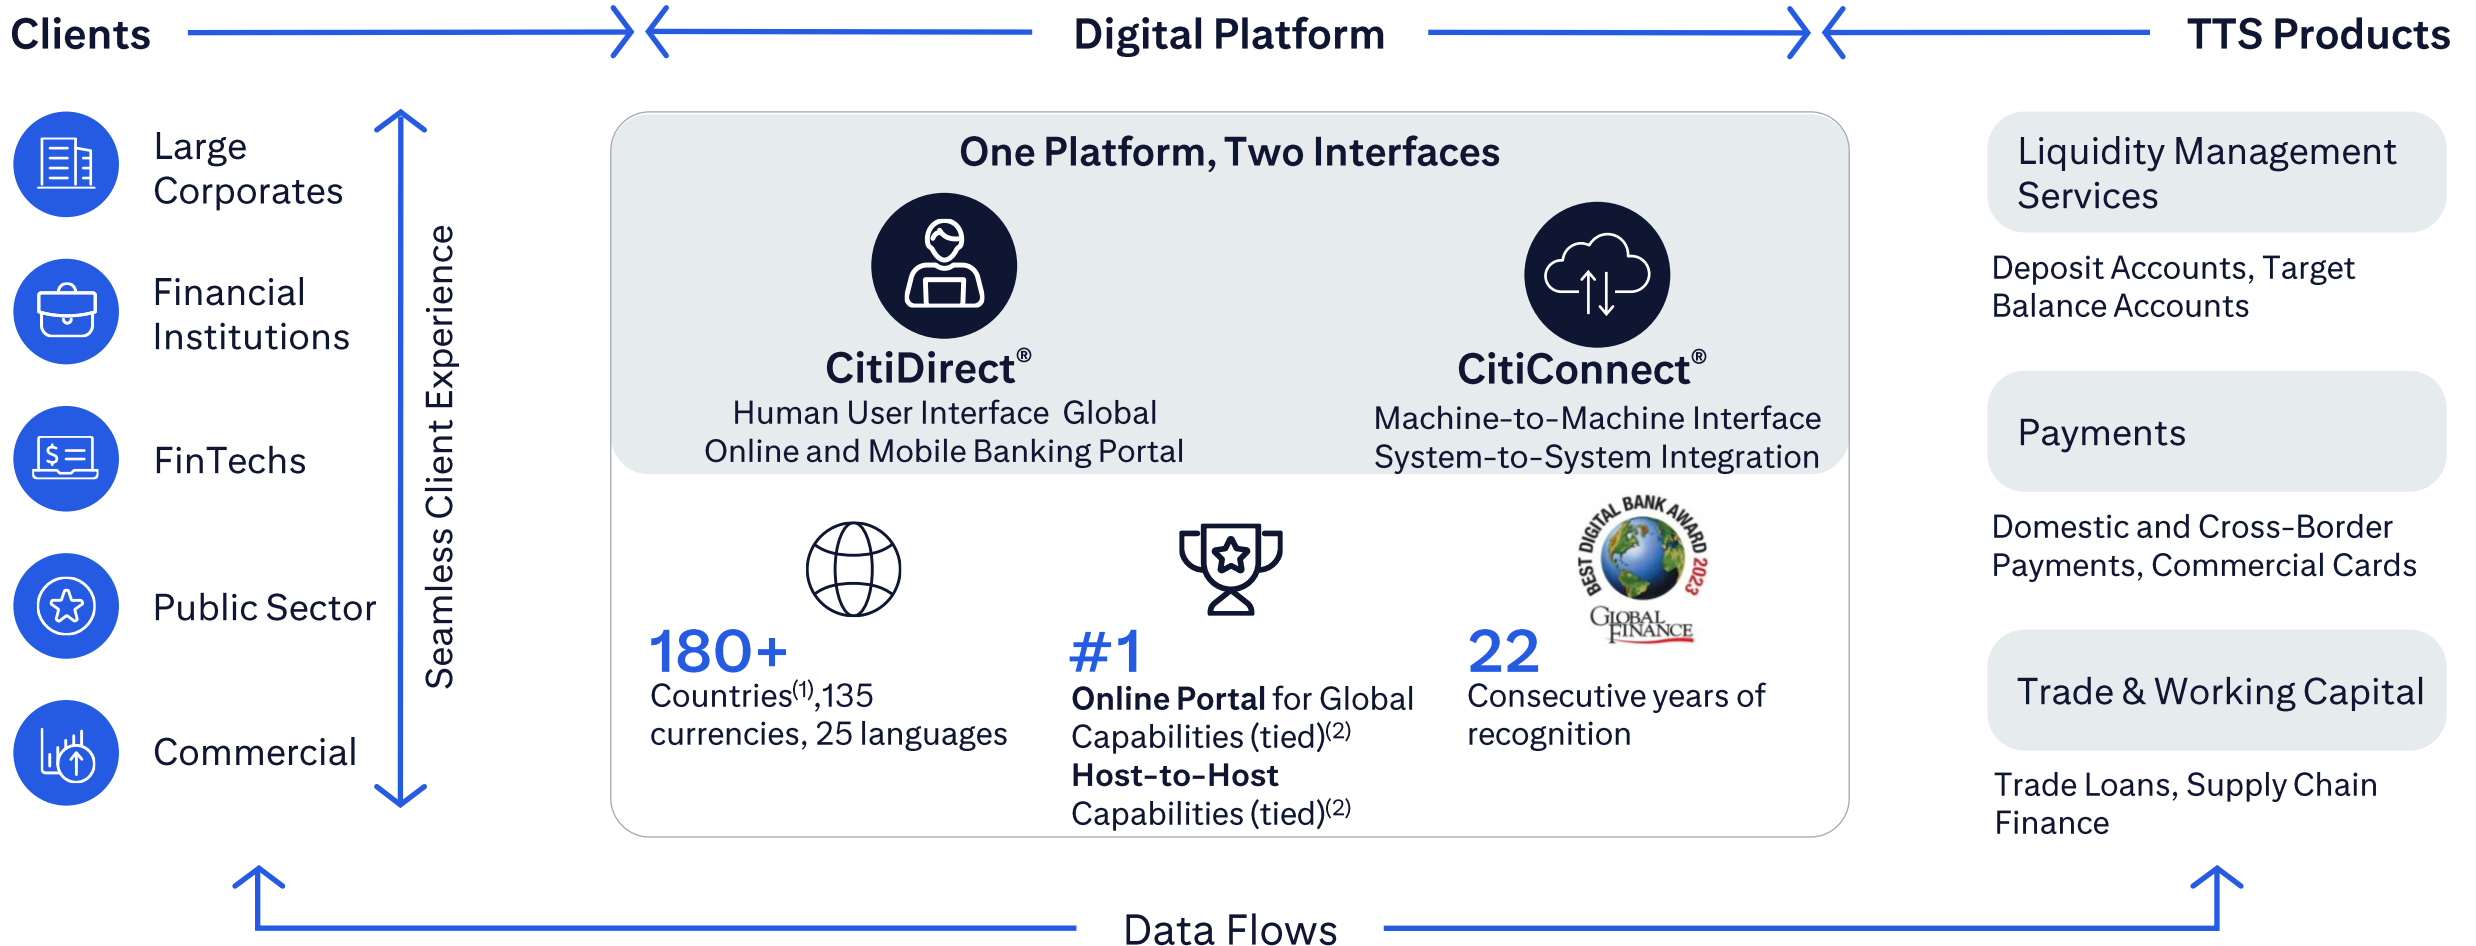 Clients
Digital Platform
TTS Products
Large
Corporates
Financial
Institutions
FinTechs
Public Sector
Commercial
Seamless Client Experience
One Platform, Two Interfaces
CitiDirect®
Human User Interface Global
Online and Mobile Banking Portal
CitiConnect®
Machine-to-Machine Interface
System-to-System Integration
180+
Countries(1),135
currencies, 25 languages
#1
Online Portal for Global
Capabilities (tied)(2)
Host-to-Host
Capabilities (tied)(2)
BEST DIGITAL BANK AWARD 2023
GLOBAL
FINANCE
22
Consecutive years of
recognition
Liquidity Management
Services
Deposit Accounts, Target
Balance Accounts
Payments
Domestic and Cross-Border
Payments, Commercial Cards
Trade & Working Capital
Trade Loans, Supply Chain
Finance
Data Flows